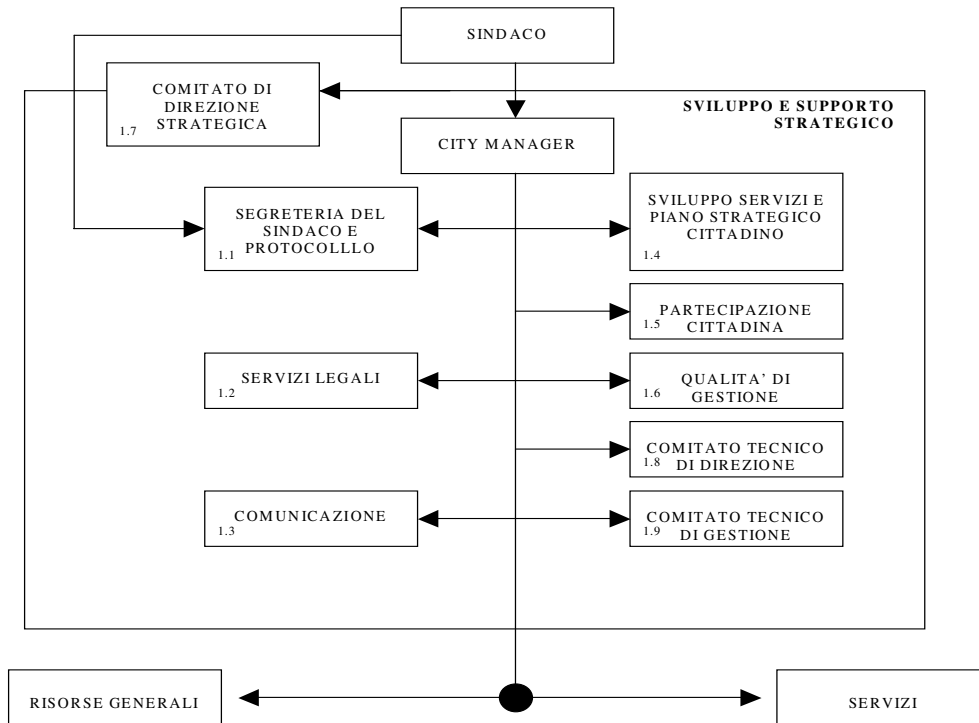 SINDACO
COMITATO DI
DIREZIONE
STRATEGICA
1.7
SVILUPPO E SUPPORTO
STRATEGICO
CITY MANAGER
SEGRETERIA DEL
SINDACO E
PROTOCOLLLO
1.1
SVILUPPO SERVIZI E
PIANO STRATEGICO
CITTADINO
1.4
PARTECIPAZIONE
CITTADINA
1.5
SERVIZI LEGALI
1.2
QUALITA' DI
GESTIONE
1.6
COMITATO TECNICO
DI DIREZIONE
1.8
COMUNICAZIONE
1.3
COMITATO TECNICO
DI GESTIONE
1.9
RISORSE GENERALI
SERVIZI